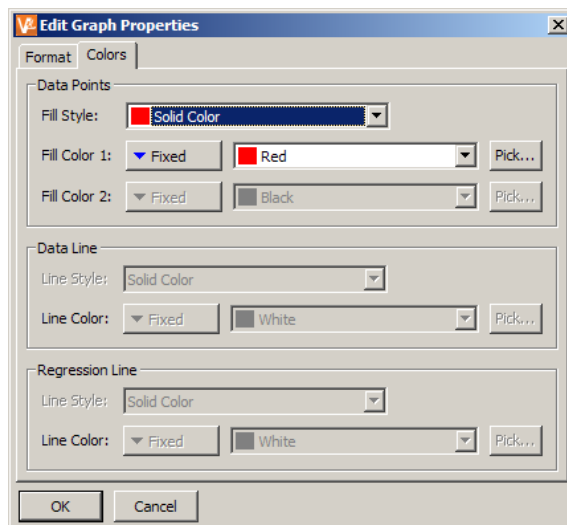 Edit Graph Properties
Format Colors
Data Points
Fill Style: Solid Color
Fill Color 1: Fixed Red Pick...
Fill Color 2: Fixed Black Pick...
Data Line
Line Style: Solid Color
Line Color: Fixed White Pick...
Regression Line
Line Style: Solid Color
Line Color: Fixed White Pick...
OK Cancel